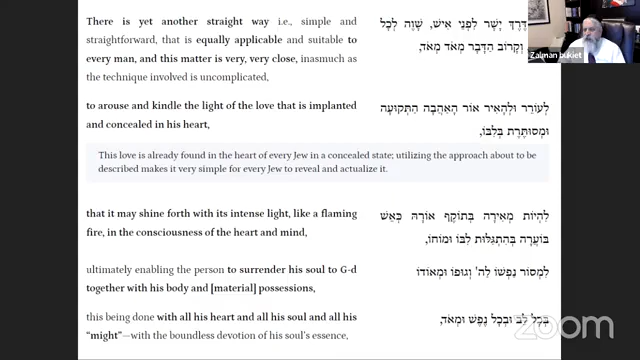 There is yet another straight way i.e., simple and
straightforward, that is equally applicable and suitable to
every man, and this matter is very, very close, inasmuch as
the technique involved is uncomplicated,
דֶּרֶךְ יָשָׁר לִפְנֵי אִישׁ, שָׁוָה לְכָל
וְקָרוֹב הַדָּבָר מְאֹד מְאֹד,
Zalman bukiet
to arouse and kindle the light of the love that is implanted
and concealed in his heart,
לְעוֹרֵר וּלְהָאִיר אוֹר הָאַהֲבָה הַתְּקוּעָה
וּמְסוּתֶּרֶת בְּלִבּוֹ,
This love is already found in the heart of every Jew in a concealed state; utilizing the approach about to be
described makes it very simple for every Jew to reveal and actualize it.
that it may shine forth with its intense light, like a flaming
fire, in the consciousness of the heart and mind,
לִהְיוֹת מְאִירָה בְּתוֹקֶף אוֹרָהּ כְּאֵשׁ
בּוֹעֲרָה בְּהִתְגַּלּוּת לִבּוֹ וּמוֹחוֹ,
ultimately enabling the person to surrender his soul to G-d
together with his body and [material] possessions,
לִמְסוֹר נַפְשׁוֹ לַה' וְגוּפוֹ וּמְאוֹדוֹ
this being done with all his heart and all his soul and all his
“might”—with the boundless devotion of his soul's essence,
בְּכָל לֵב וּבְכָל נֶפֶשׁ וּמְאֹד,
zoom